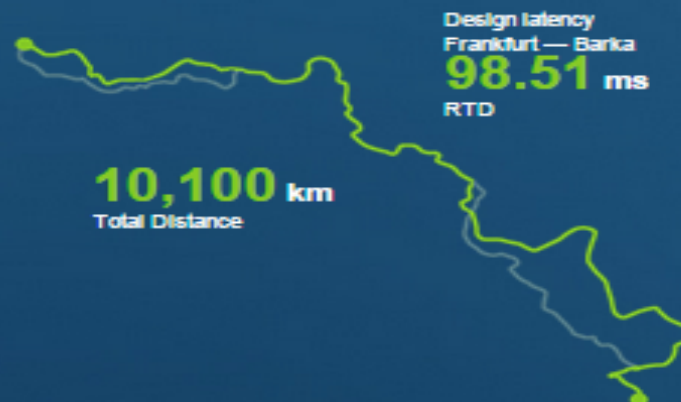 Design latency
Frankfurt — Barka
98.51 ms
RTD
10,100 km
Total Distance